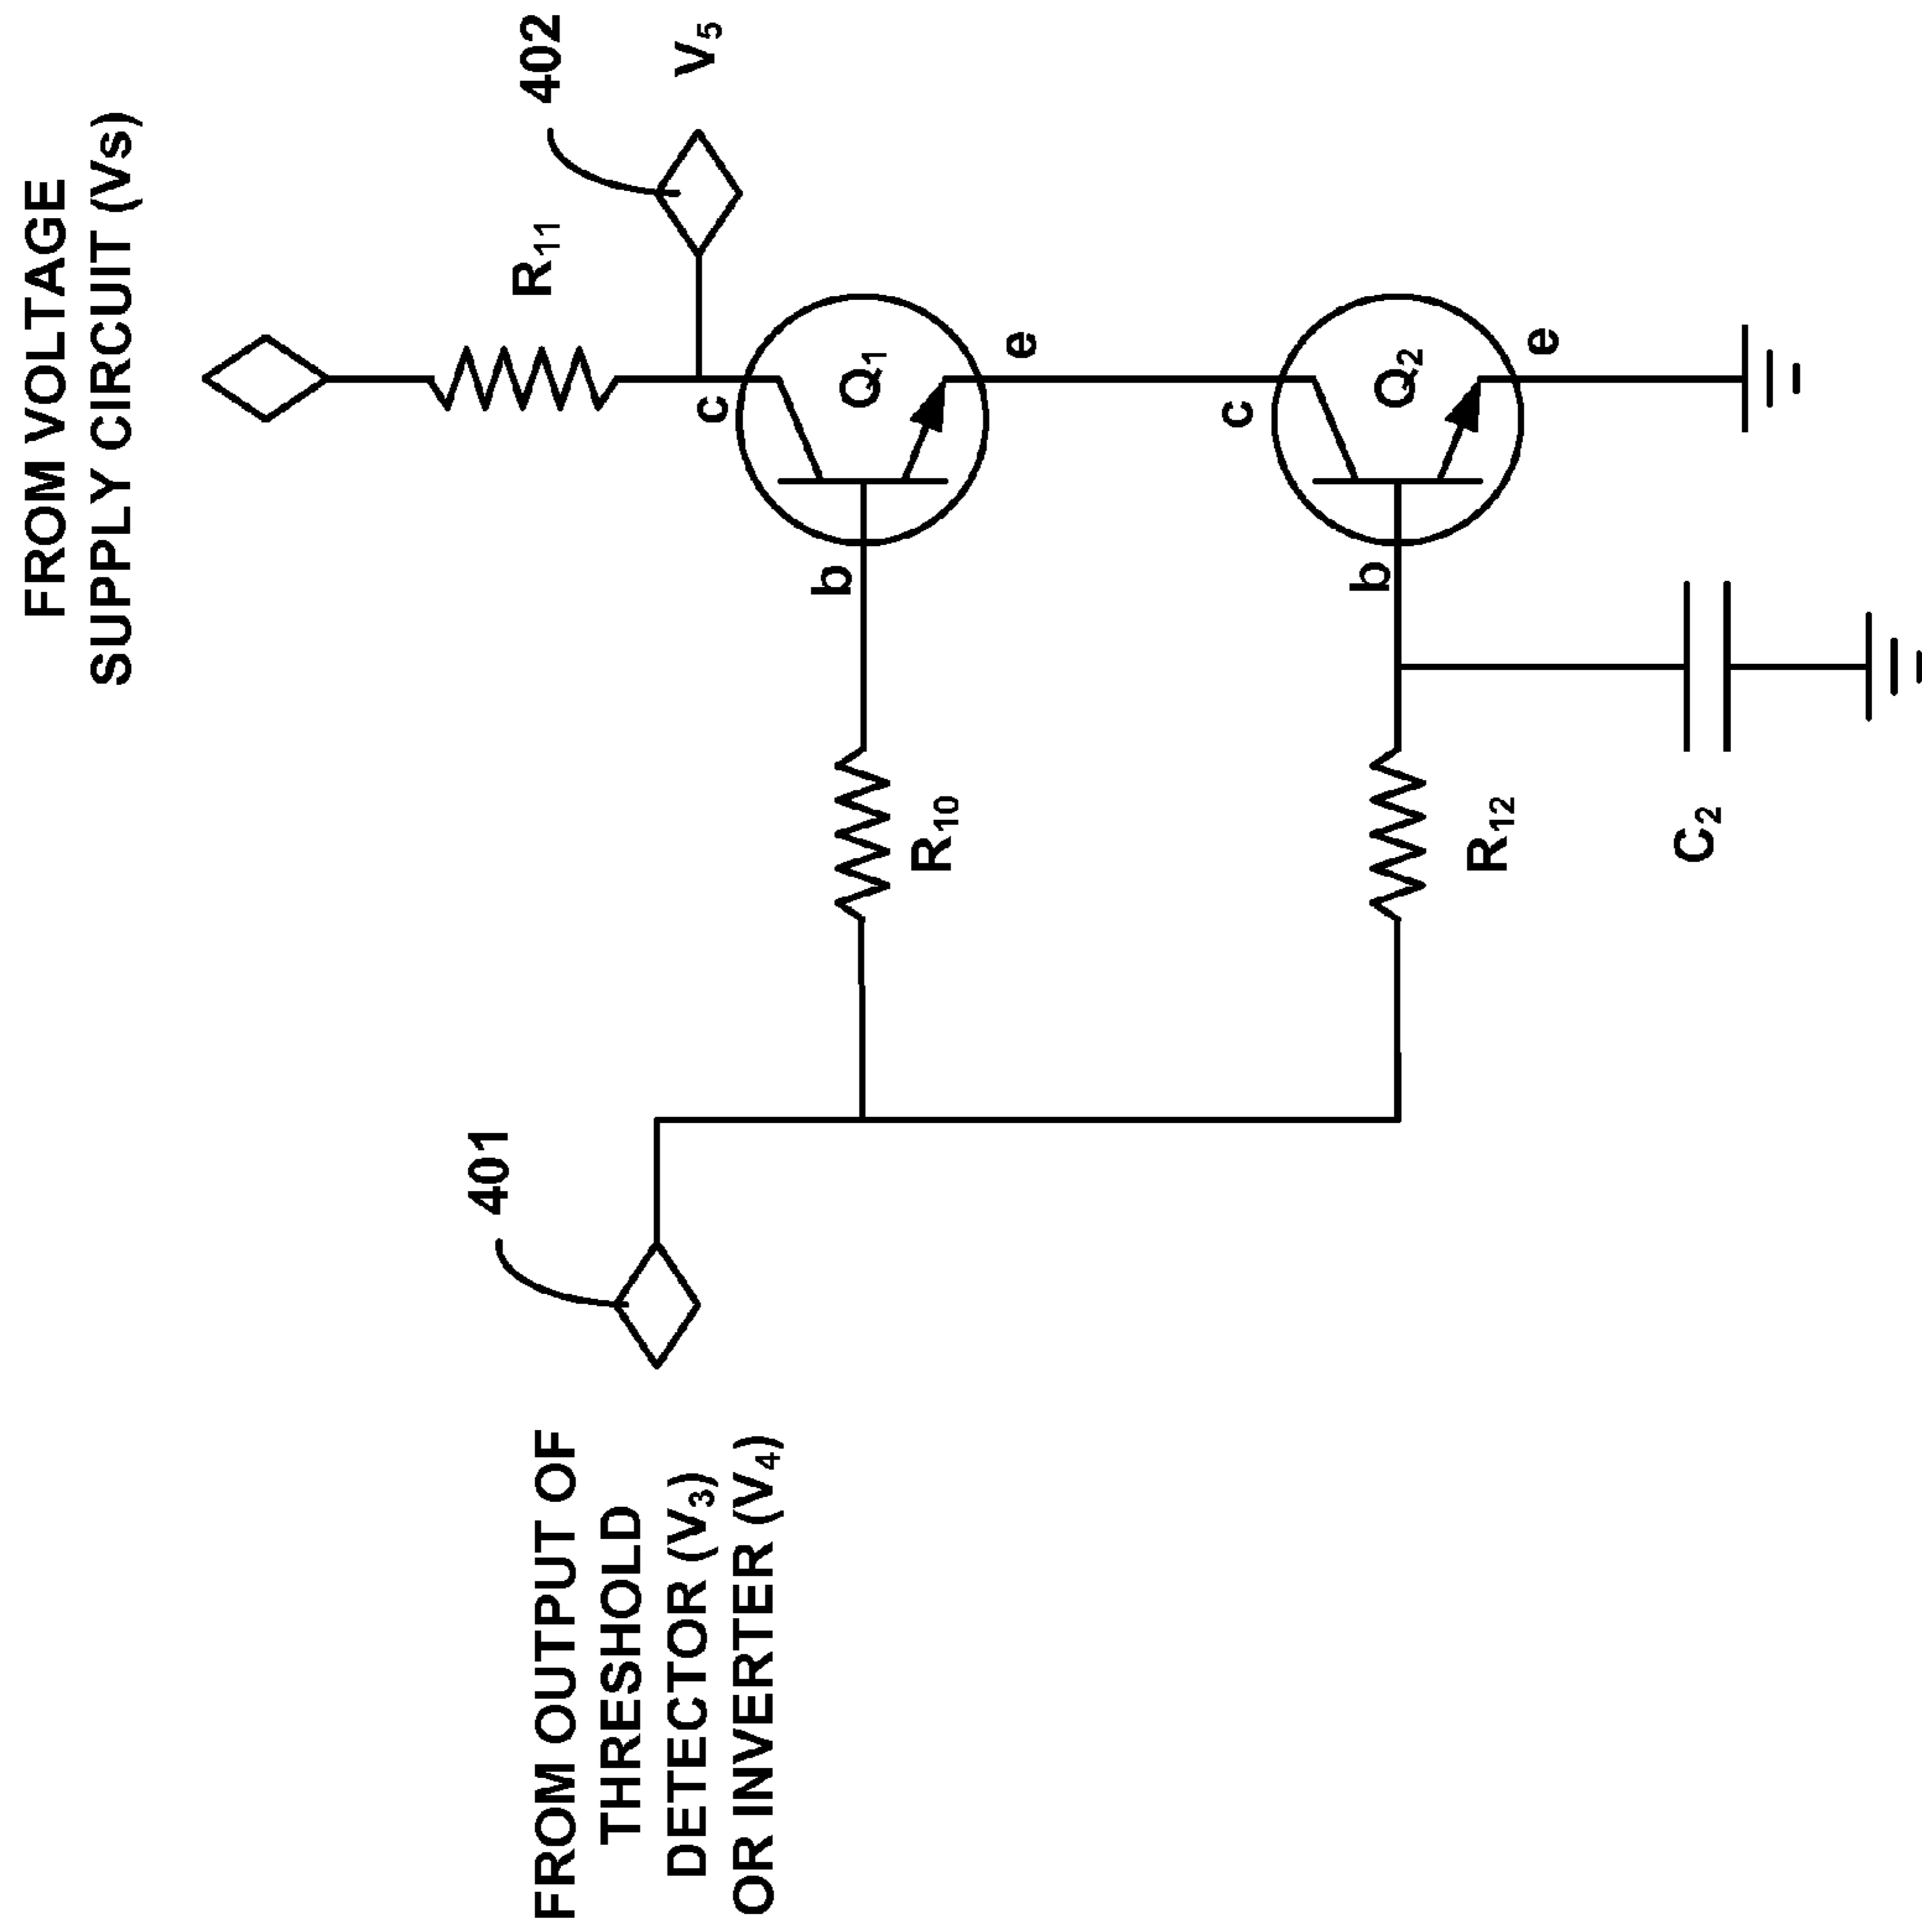 FROM VOLTAGE
SUPPLY CIRCUIT (Vs)
402
V5
R11
c
Q1
e
b
R10
401
FROM OUTPUT OF
THRESHOLD
DETECTOR (V3)
OR INVERTER (V4)
c
Q2
e
b
R12
C2